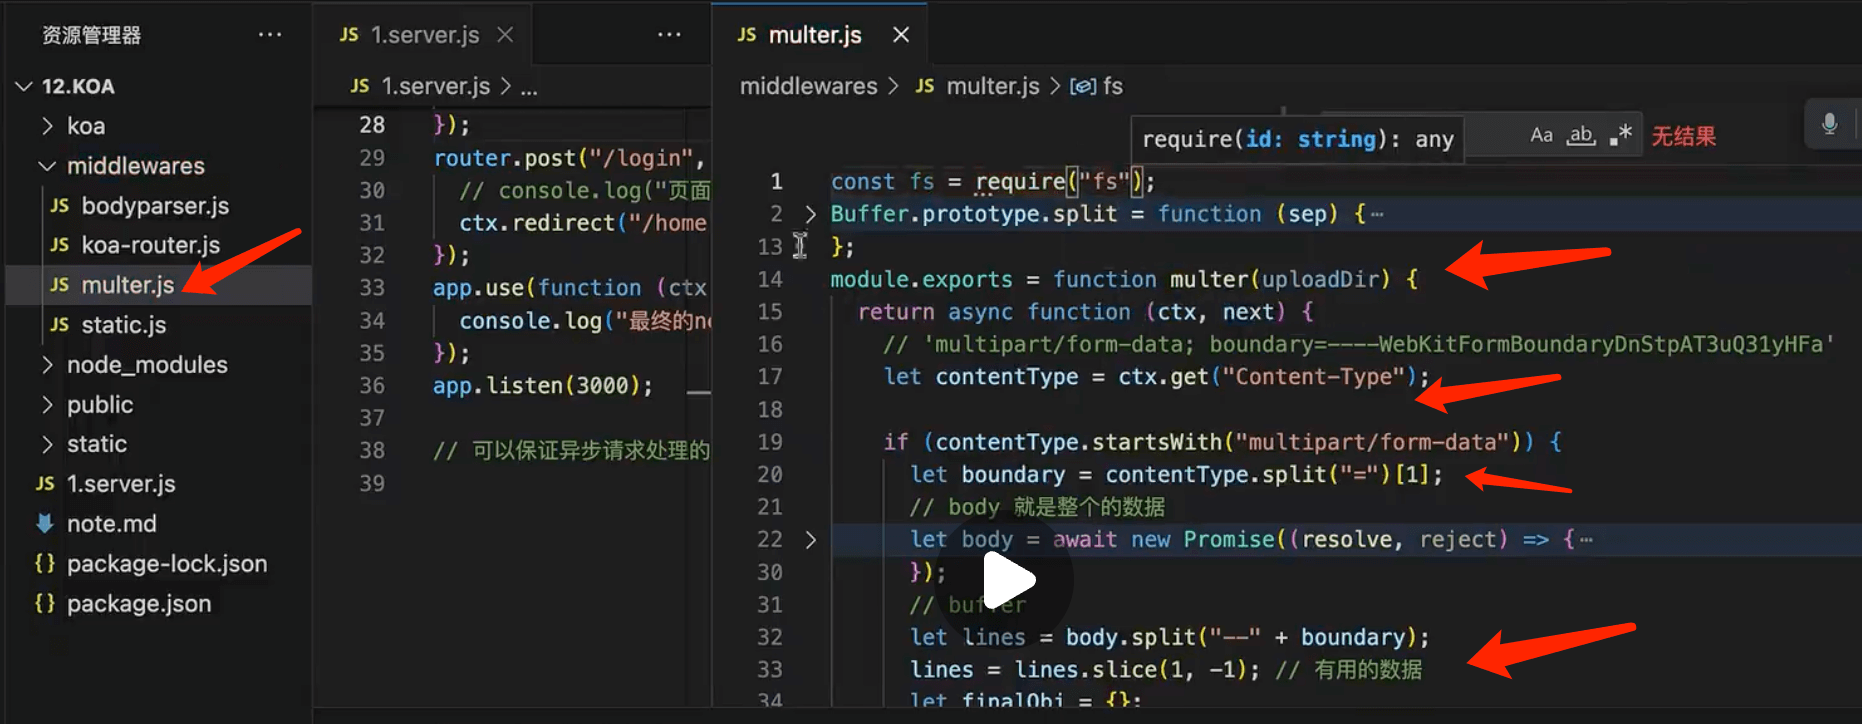 资源管理器
12.KOA
koa
middlewares
JS bodyparser.js
JS koa-router.js
JS multer.js
JS static.js
node_modules
public
static
JS 1.server.js
note.md
{} package-lock.json
{} package.json
JS 1.server.js
JS 1.server.js > ...
28 });
29 router.post("/login",
30 // console.log("页面
31 ctx.redirect("/home
32 });
33 app.use(function (ctx
34 console.log("最终的ne
35 });
36 app.listen(3000);
37
38 // 可以保证异步请求处理的
39
JS multer.js
middlewares > JS multer.js > fs
require(id: string): any
Aa ab .* 无结果
1 const fs = require("fs");
2 Buffer.prototype.split = function (sep) {…
13 };
14 module.exports = function multer(uploadDir) {
15 return async function (ctx, next) {
16 // 'multipart/form-data; boundary=----WebKitFormBoundaryDnStpAT3uQ31yHFa'
17 let contentType = ctx.get("Content-Type");
18
19 if (contentType.startsWith("multipart/form-data")) {
20 let boundary = contentType.split("=")[1];
21 // body 就是整个的数据
22 let body = await new Promise((resolve, reject) => {…
30 });
31 // buffer
32 let lines = body.split("--" + boundary);
33 lines = lines.slice(1, -1); // 有用的数据
34 let finalObj = {};